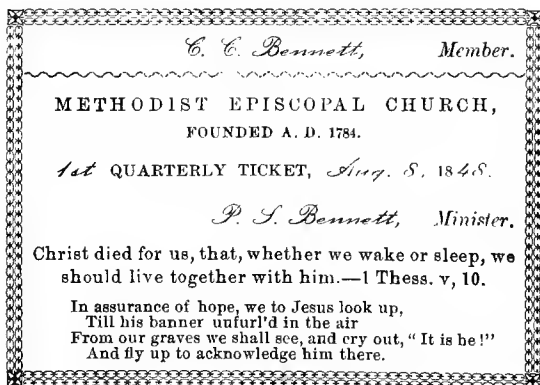 C. C. Bennett, Member.
METHODIST EPISCOPAL CHURCH,
FOUNDED A. D. 1784.
1st QUARTERLY TICKET, Aug. 8, 1848.
P. S. Bennett, Minister.
Christ died for us, that, whether we wake or sleep, we
should live together with him.—1 Thess. v, 10.
In assurance of hope, we to Jesus look up,
Till his banner unfurl'd in the air
From our graves we shall see, and cry out, "It is he!"
And fly up to acknowledge him there.